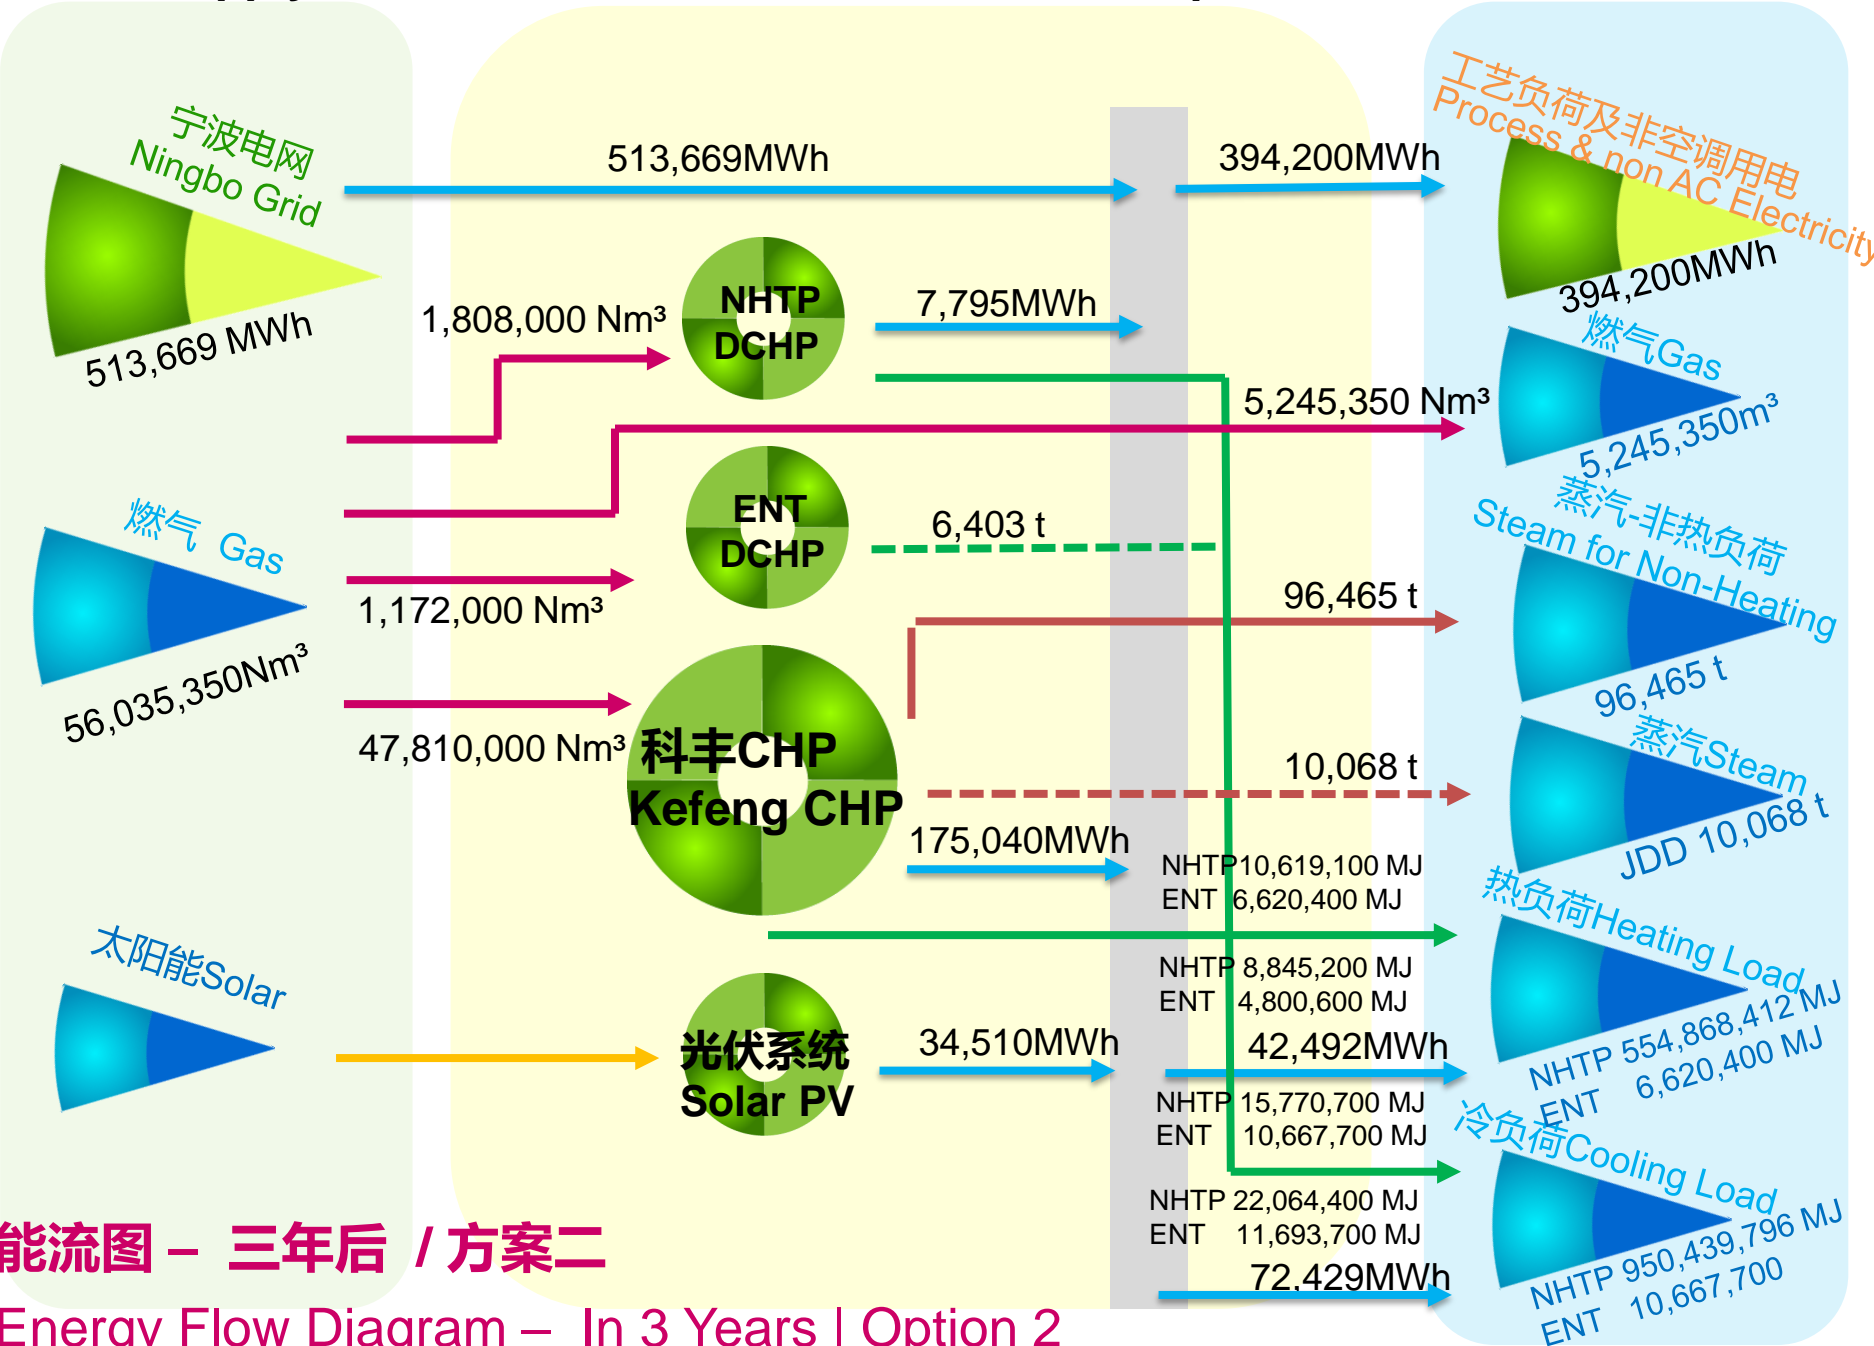 宁波电网
Ningbo Grid
513,669 MWh
燃气 Gas
56,035,350Nm³
太阳能Solar
513,669MWh
1,808,000 Nm³
NHTP
DCHP
7,795MWh
ENT
DCHP
6,403 t
1,172,000 Nm³
47,810,000 Nm³
科丰CHP
Kefeng CHP
175,040MWh
光伏系统
Solar PV
34,510MWh
394,200MWh
5,245,350 Nm³
96,465 t
10,068 t
NHTP10,619,100 MJ
ENT 6,620,400 MJ
NHTP 8,845,200 MJ
ENT 4,800,600 MJ
42,492MWh
NHTP 15,770,700 MJ
ENT 10,667,700 MJ
NHTP 22,064,400 MJ
ENT 11,693,700 MJ
72,429MWh
工艺负荷及非空调用电
Process & non AC Electricity
394,200MWh
燃气Gas
5,245,350m³
蒸汽-非热负荷
Steam for Non-Heating
96,465 t
蒸汽Steam
JDD 10,068 t
热负荷Heating Load
NHTP 554,868,412 MJ
ENT 6,620,400 MJ
冷负荷Cooling Load
NHTP 950,439,796 MJ
ENT 10,667,700
能流图 – 三年后 / 方案二
Energy Flow Diagram – In 3 Years | Option 2